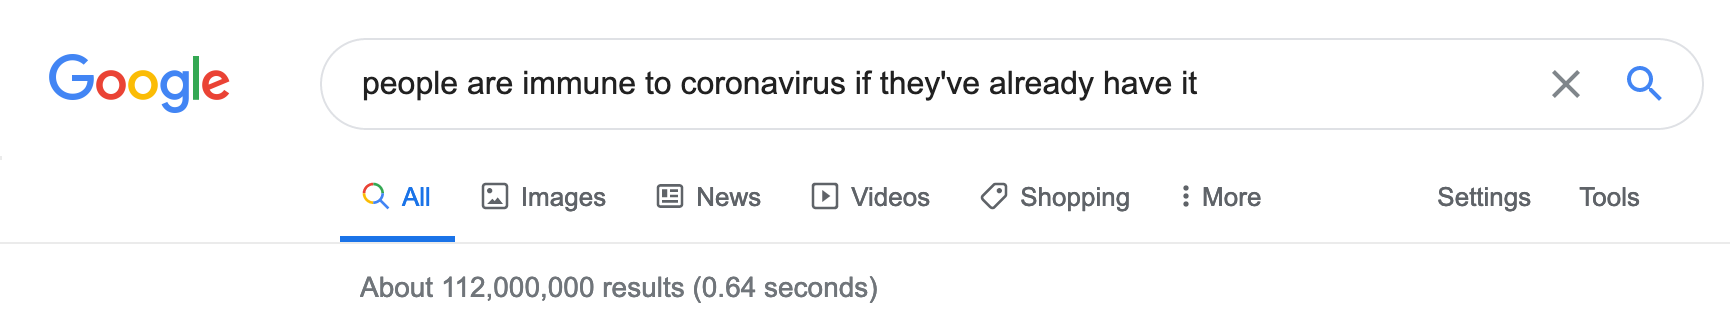 Google people are immune to coronavirus if they've already have it
All Images News Videos Shopping More Settings Tools
About 112,000,000 results (0.64 seconds)